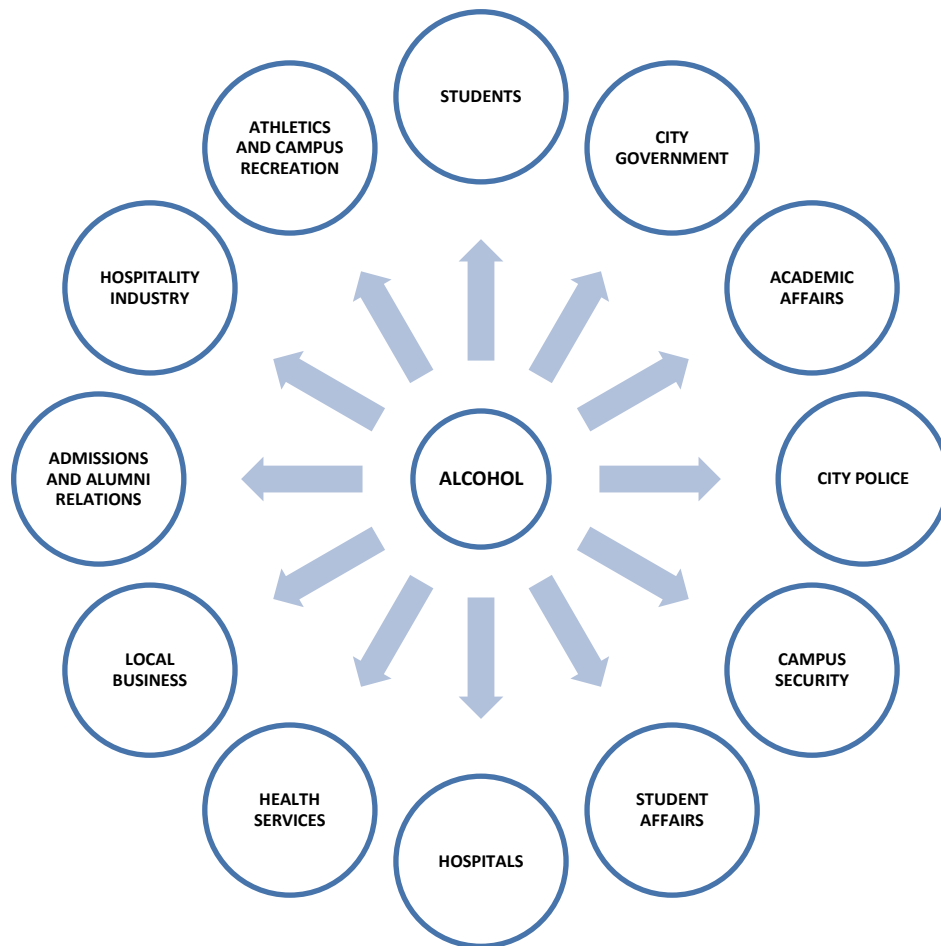 STUDENTS
CITY
GOVERNMENT
ACADEMIC
AFFAIRS
CITY POLICE
CAMPUS
SECURITY
STUDENT
AFFAIRS
HOSPITALS
HEALTH
SERVICES
LOCAL
BUSINESS
ADMISSIONS
AND ALUMNI
RELATIONS
HOSPITALITY
INDUSTRY
ATHLETICS
AND CAMPUS
RECREATION
ALCOHOL